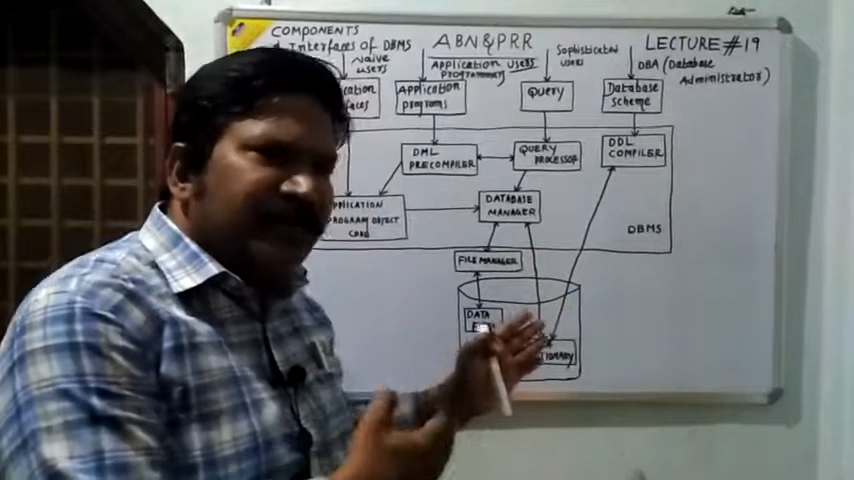 COMPONENTS
Interfaces of DBMS
ABN&PRR
LECTURE #19
Naive
users
Application users
Programmers
Sophisticated
users
DBA (Database
Administrator)
Application
programs
Query
Database
Scheme
DML
PRECOMPILER
QUERY
PROCESSOR
DDL
COMPILER
PROGRAM OBJECT
CODE
DATABASE
MANAGER
DBMS
FILE MANAGER
DATA